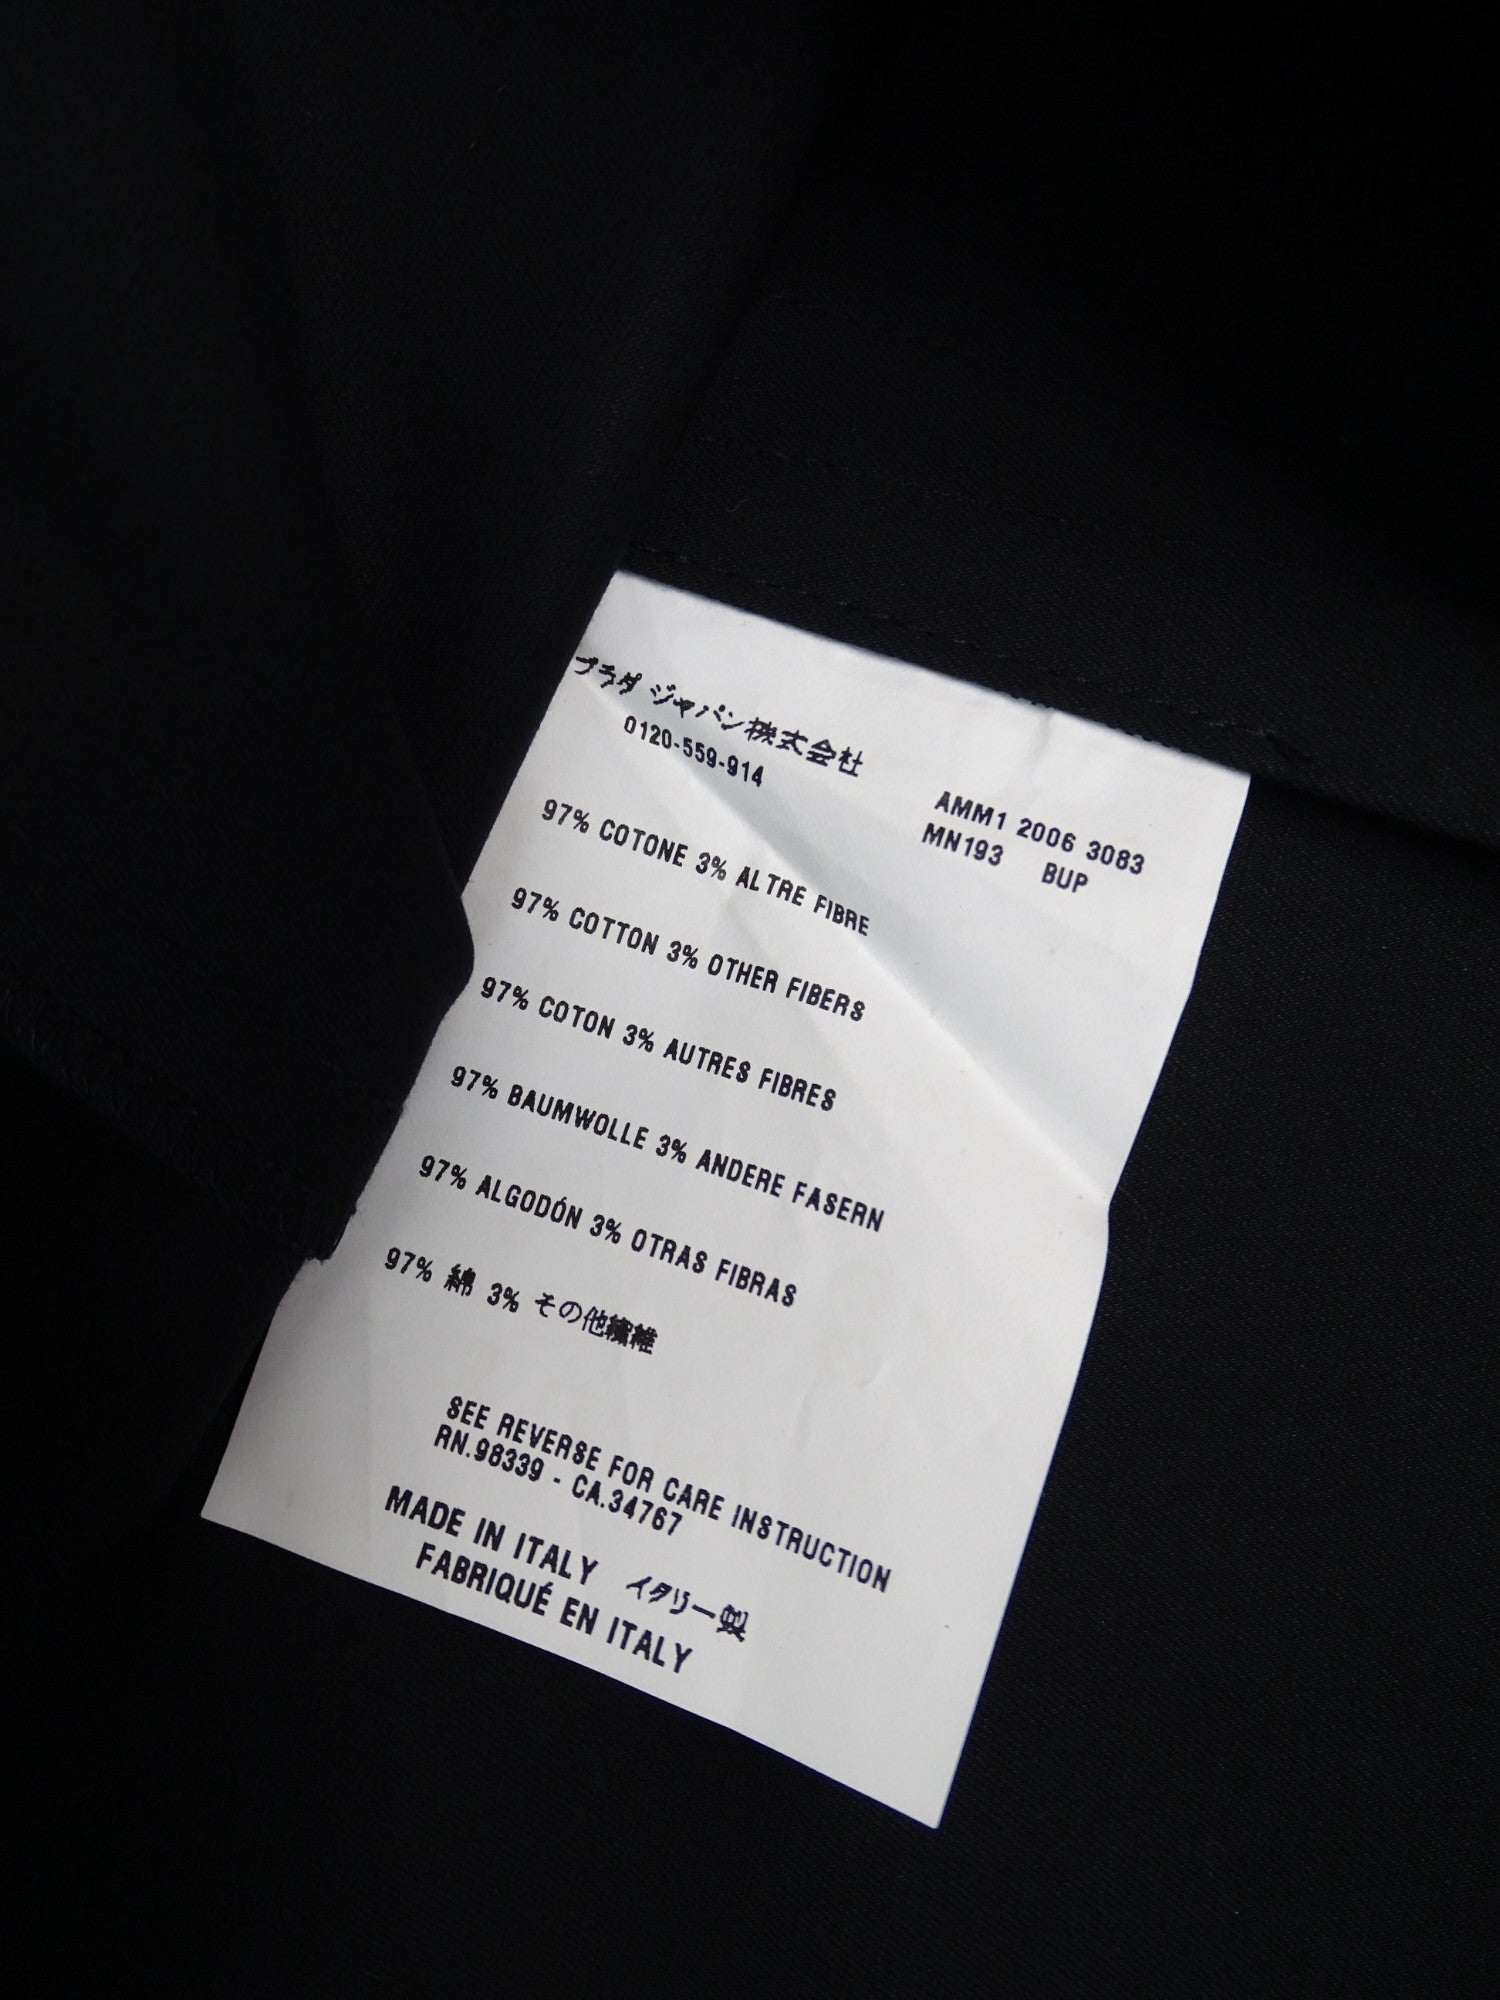 プラダ ジャパン株式会社
0120-559-914
AMM1 2006 3083
MN193 BUP
97% COTONE 3% ALTRE FIBRE
97% COTTON 3% OTHER FIBERS
97% COTON 3% AUTRES FIBRES
97% BAUMWOLLE 3% ANDERE FASERN
97% ALGODÓN 3% OTRAS FIBRAS
97% 綿 3% その他繊維
SEE REVERSE FOR CARE INSTRUCTION
RN.98339 - CA.34767
MADE IN ITALY イタリー製
FABRIQUÉ EN ITALY